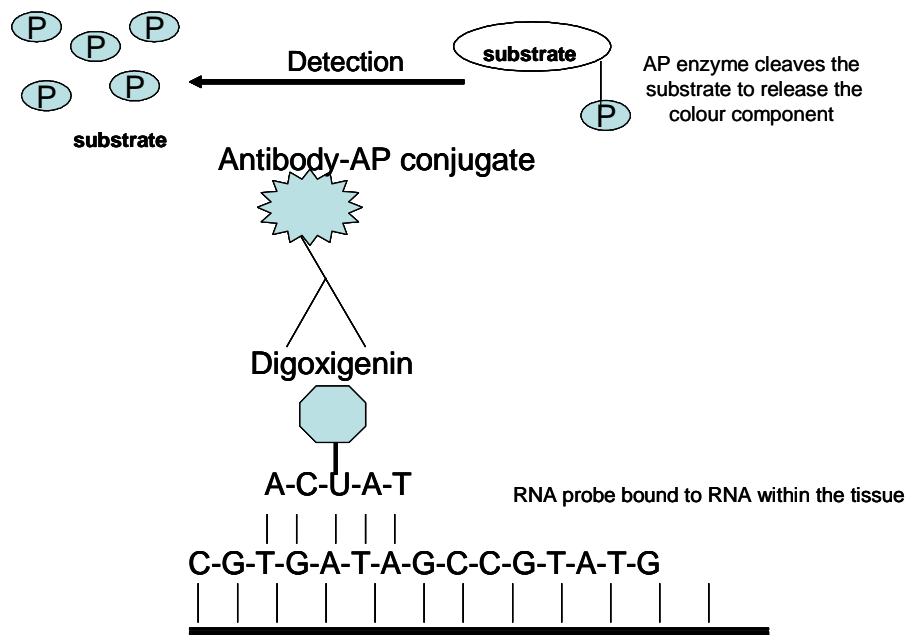 P
P
P
P
P
substrate
Detection
substrate
P
AP enzyme cleaves the
substrate to release the
colour component
Antibody-AP conjugate
Digoxigenin
A-C-U-A-T
RNA probe bound to RNA within the tissue
C-G-T-G-A-T-A-G-C-C-G-T-A-T-G